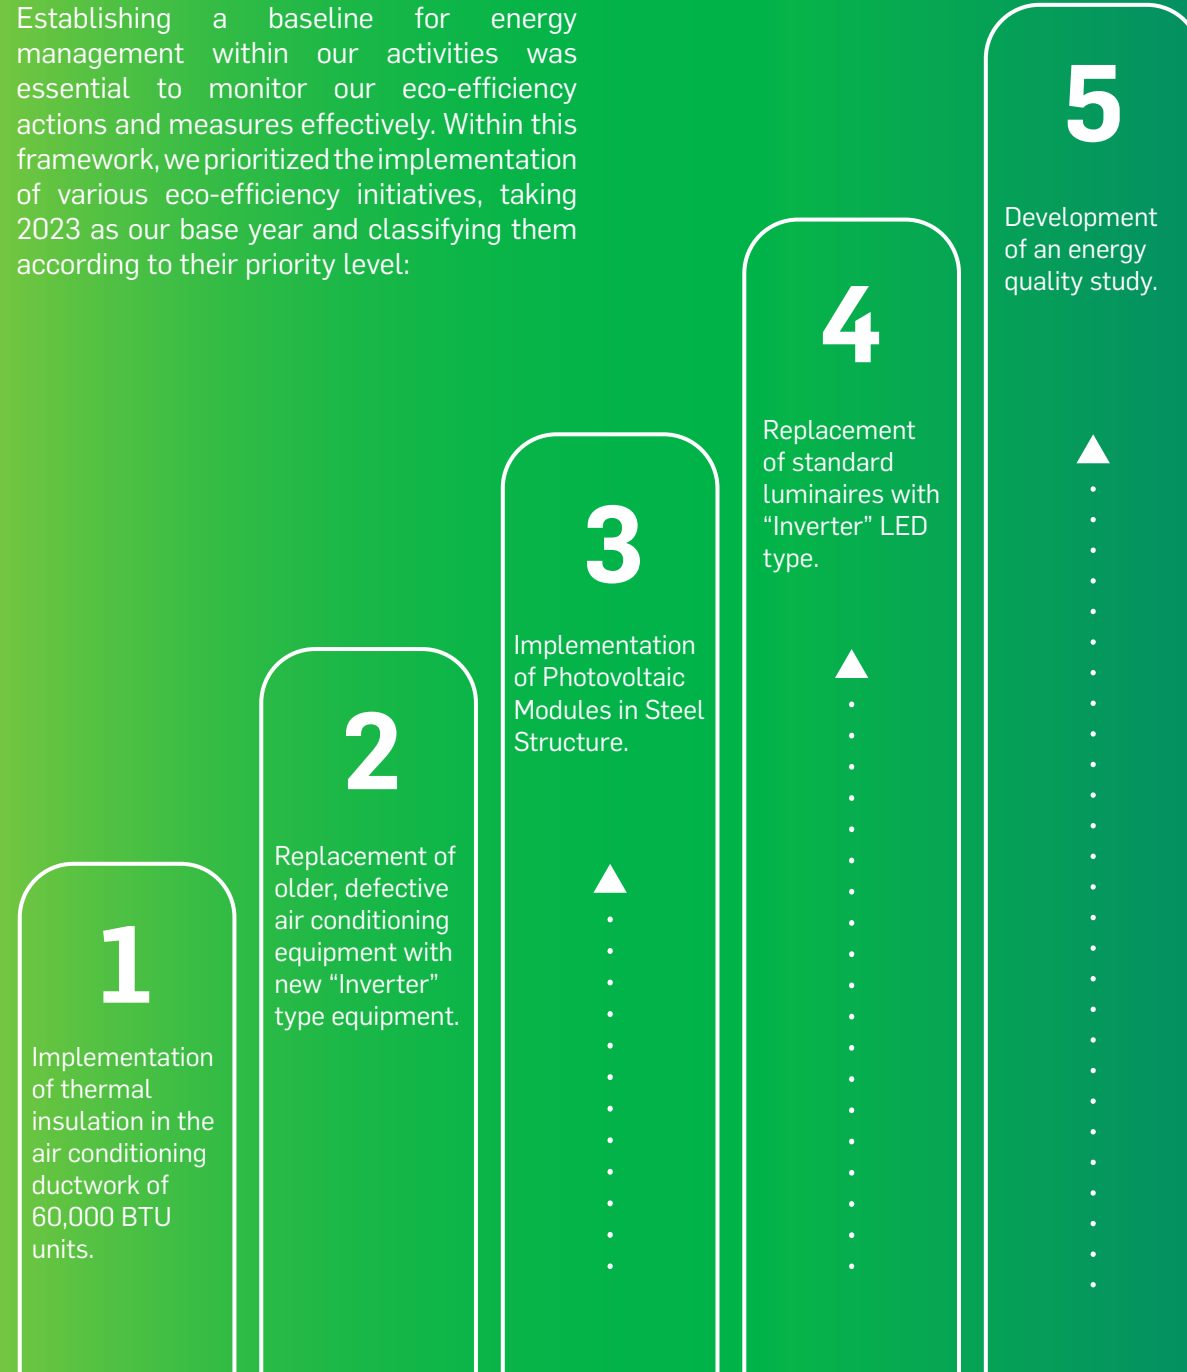 Establishing a baseline for energy
management within our activities was
essential to monitor our eco-efficiency
actions and measures effectively. Within this
framework, we prioritized the implementation
of various eco-efficiency initiatives, taking
2023 as our base year and classifying them
according to their priority level:
1
Implementation
of thermal
insulation in the
air conditioning
ductwork of
60,000 BTU
units.
2
Replacement of
older, defective
air conditioning
equipment with
new “Inverter”
type equipment.
3
Implementation
of Photovoltaic
Modules in Steel
Structure.
4
Replacement
of standard
luminaires with
“Inverter” LED
type.
5
Development
of an energy
quality study.